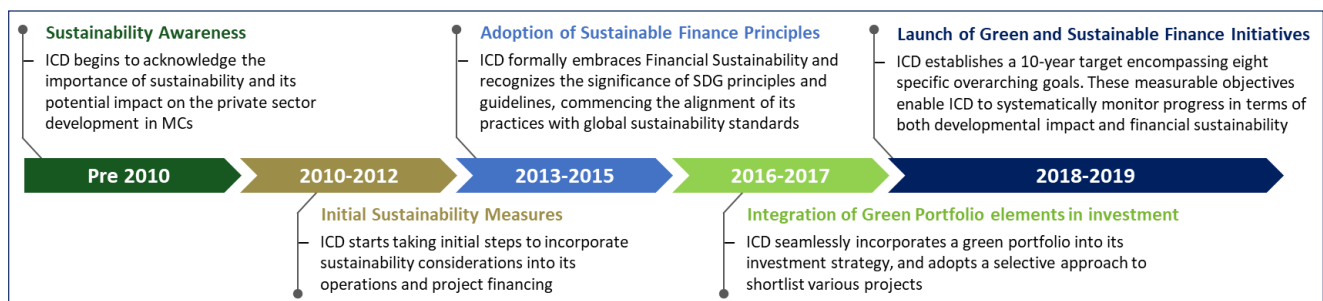 Sustainability Awareness
ICD begins to acknowledge the
importance of sustainability and its
potential impact on the private sector
development in MCs
Adoption of Sustainable Finance Principles
ICD formally embraces Financial Sustainability and
recognizes the significance of SDG principles and
guidelines, commencing the alignment of its
practices with global sustainability standards
Launch of Green and Sustainable Finance Initiatives
ICD establishes a 10-year target encompassing eight
specific overarching goals. These measurable objectives
enable ICD to systematically monitor progress in terms of
both developmental impact and financial sustainability
Pre 2010
2010-2012
2013-2015
2016-2017
2018-2019
Initial Sustainability Measures
ICD starts taking initial steps to incorporate
sustainability considerations into its
operations and project financing
Integration of Green Portfolio elements in investment
ICD seamlessly incorporates a green portfolio into its
investment strategy, and adopts a selective approach to
shortlist various projects